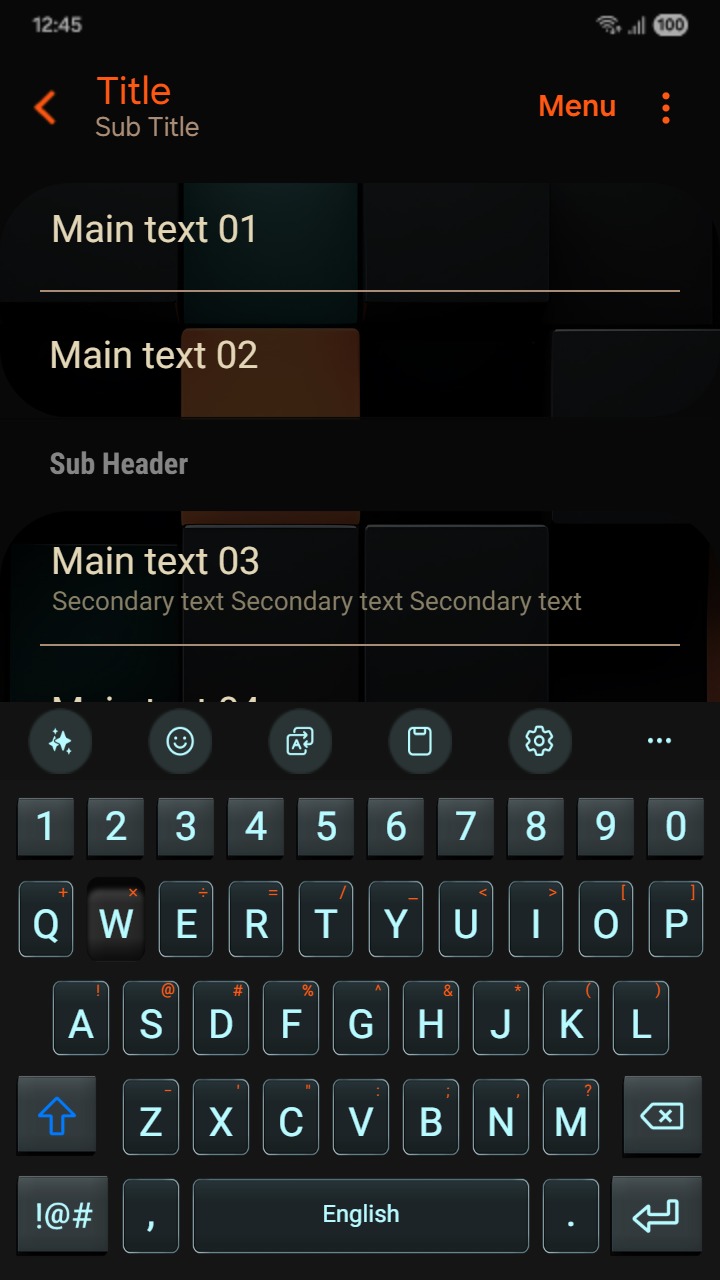 12:45 100
Title
Sub Title
Menu
Main text 01
Main text 02
Sub Header
Main text 03
Secondary text Secondary text Secondary text
1 2 3 4 5 6 7 8 9 0
+ × ÷ = / _ < > [ ]
Q W E R T Y U I O P
! @ # % ^ & * ( )
A S D F G H J K L
- ' " : ; , ?
Z X C V B N M
!@# , English .